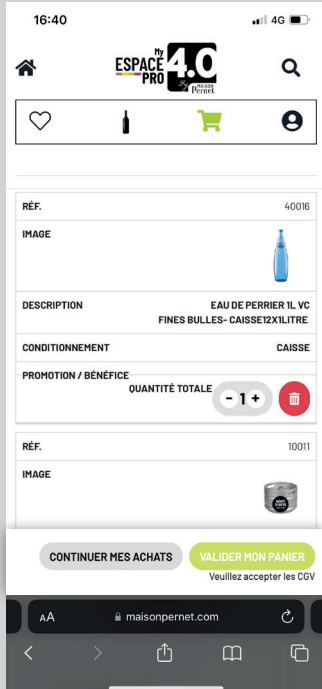 16:40
4G
My
ESPACE 4.0
PRO
By MAISON
Pernet
RÉF. 40016
IMAGE
DESCRIPTION EAU DE PERRIER 1L VC
FINES BULLES- CAISSE12X1LITRE
CONDITIONNEMENT CAISSE
PROMOTION / BÉNÉFICE
QUANTITÉ TOTALE - 1 +
RÉF. 10011
IMAGE
CONTINUER MES ACHATS VALIDER MON PANIER
Veuillez accepter les CGV
AA maisonpernet.com